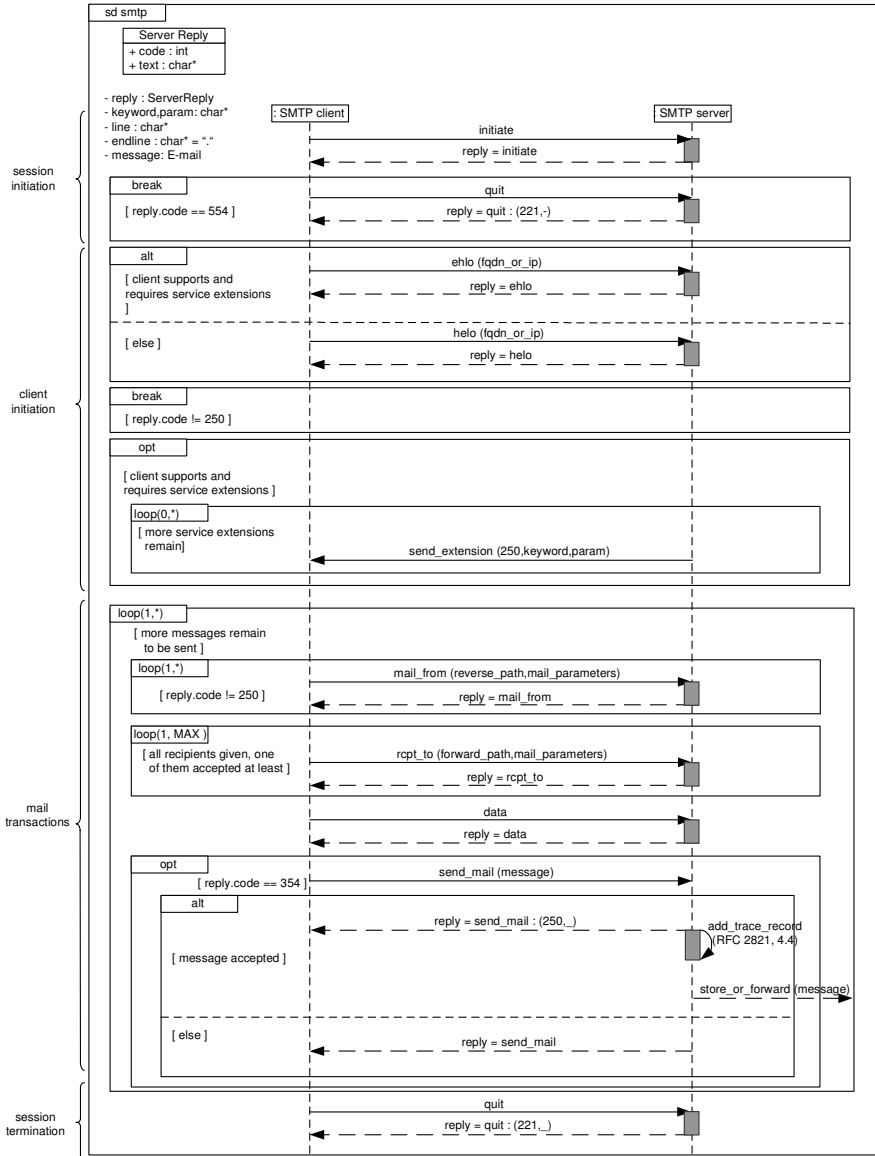 sd smtp
Server Reply
+ code : int
+ text : char*
- reply : ServerReply
- keyword,param: char*
- line : char*
- endline : char* = “.“
- message: E-mail
: SMTP client
: SMTP server
session
initiation
initiate
reply = initiate
break
[ reply.code == 554 ]
quit
reply = quit : (221,-)
client
initiation
alt
[ client supports and
requires service extensions
]
ehlo (fqdn_or_ip)
reply = ehlo
[ else ]
helo (fqdn_or_ip)
reply = helo
break
[ reply.code != 250 ]
opt
[ client supports and
requires service extensions ]
loop(0,*)
[ more service extensions
remain]
send_extension (250,keyword,param)
mail
transactions
loop(1,*)
[ more messages remain
to be sent ]
loop(1,*)
[ reply.code != 250 ]
mail_from (reverse_path,mail_parameters)
reply = mail_from
loop(1, MAX )
[ all recipients given, one
of them accepted at least ]
rcpt_to (forward_path,mail_parameters)
reply = rcpt_to
data
reply = data
opt
[ reply.code == 354 ]
send_mail (message)
alt
reply = send_mail : (250,_)
add_trace_record
(RFC 2821, 4.4)
[ message accepted ]
store_or_forward (message)
[ else ]
reply = send_mail
session
termination
quit
reply = quit : (221,_)